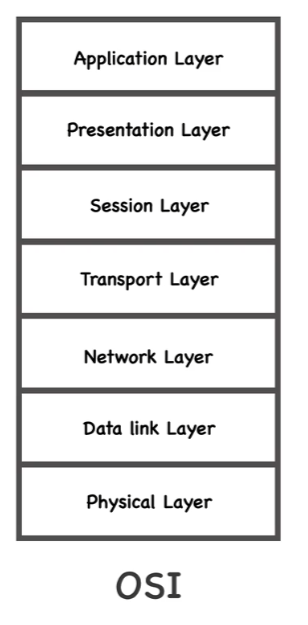 Application Layer
Presentation Layer
Session Layer
Transport Layer
Network Layer
Data link Layer
Physical Layer
OSI